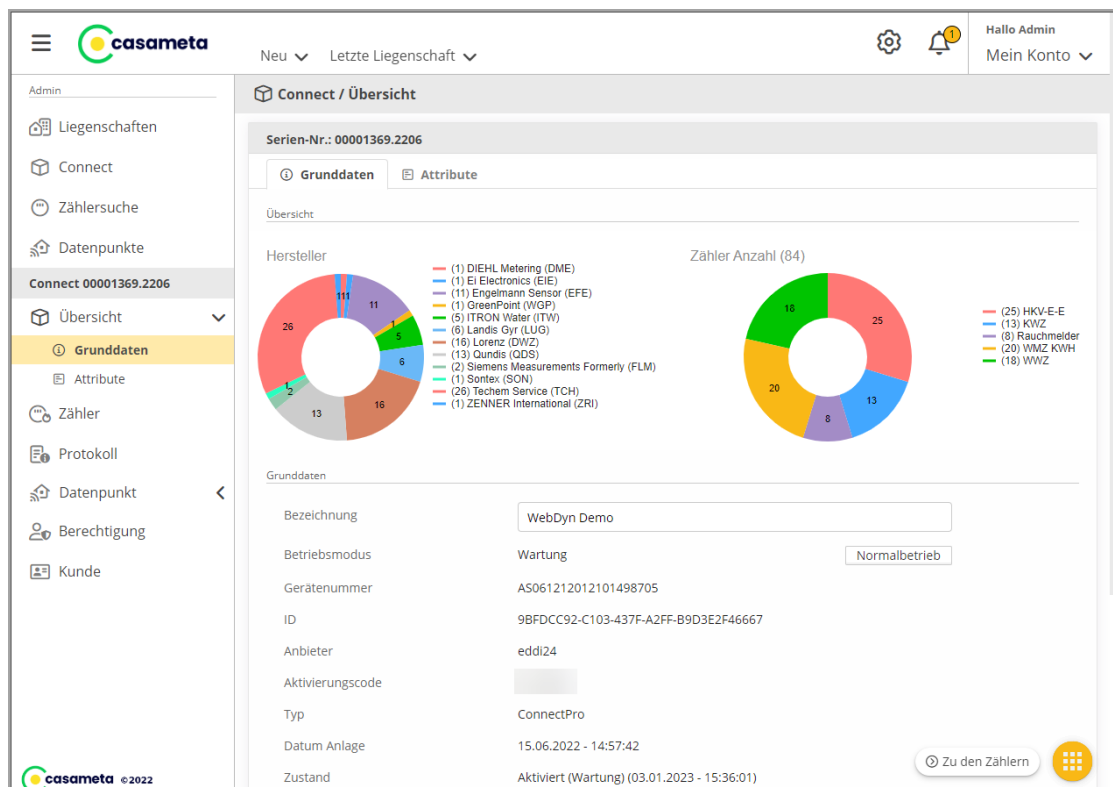 casameta
Neu
Letzte Liegenschaft
1
Hallo Admin
Mein Konto
Admin
Liegenschaften
Connect
Zählersuche
Datenpunkte
Connect 00001369.2206
Übersicht
Grunddaten
Attribute
Zähler
Protokoll
Datenpunkt
Berechtigung
Kunde
casameta ©2022
Connect / Übersicht
Serien-Nr.: 00001369.2206
Grunddaten
Attribute
Übersicht
Hersteller
1
1
1
11
1
5
6
16
13
2
1
26
(1) DIEHL Metering (DME)
(1) Ei Electronics (EIE)
(11) Engelmann Sensor (EFE)
(1) GreenPoint (WGP)
(5) ITRON Water (ITW)
(6) Landis Gyr (LUG)
(16) Lorenz (DWZ)
(13) Qundis (QDS)
(2) Siemens Measurements Formerly (FLM)
(1) Sontex (SON)
(26) Techem Service (TCH)
(1) ZENNER International (ZRI)
Zähler Anzahl (84)
25
13
8
20
18
(25) HKV-E-E
(13) KWZ
(8) Rauchmelder
(20) WMZ KWH
(18) WWZ
Grunddaten
Bezeichnung WebDyn Demo
Betriebsmodus Wartung Normalbetrieb
Gerätenummer AS061212012101498705
ID 9BFDCC92-C103-437F-A2FF-B9D3E2F46667
Anbieter eddi24
Aktivierungscode
Typ ConnectPro
Datum Anlage 15.06.2022 - 14:57:42
Zustand Aktiviert (Wartung) (03.01.2023 - 15:36:01)
Zu den Zählern